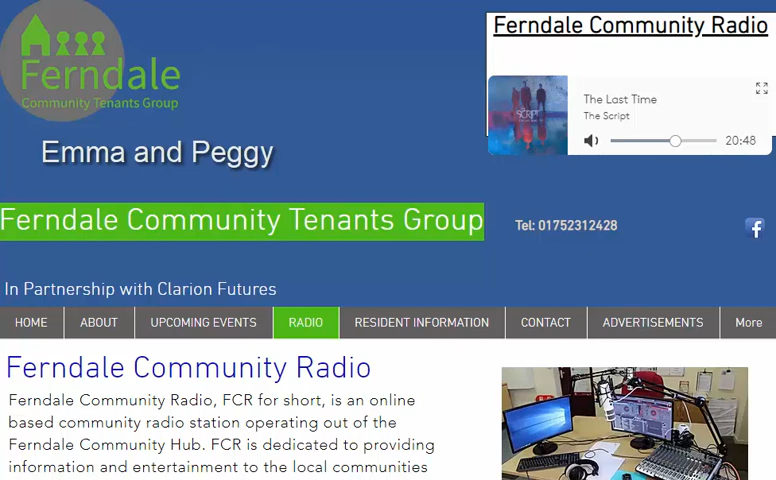 Ferndale
Community Tenants Group
Emma and Peggy
Ferndale Community Radio
THE SCRIPT
The Last Time
The Script
20:48
Ferndale Community Tenants Group
Tel: 01752312428
f
In Partnership with Clarion Futures
HOME ABOUT UPCOMING EVENTS RADIO RESIDENT INFORMATION CONTACT ADVERTISEMENTS More
Ferndale Community Radio
Ferndale Community Radio, FCR for short, is an online
based community radio station operating out of the
Ferndale Community Hub. FCR is dedicated to providing
information and entertainment to the local communities